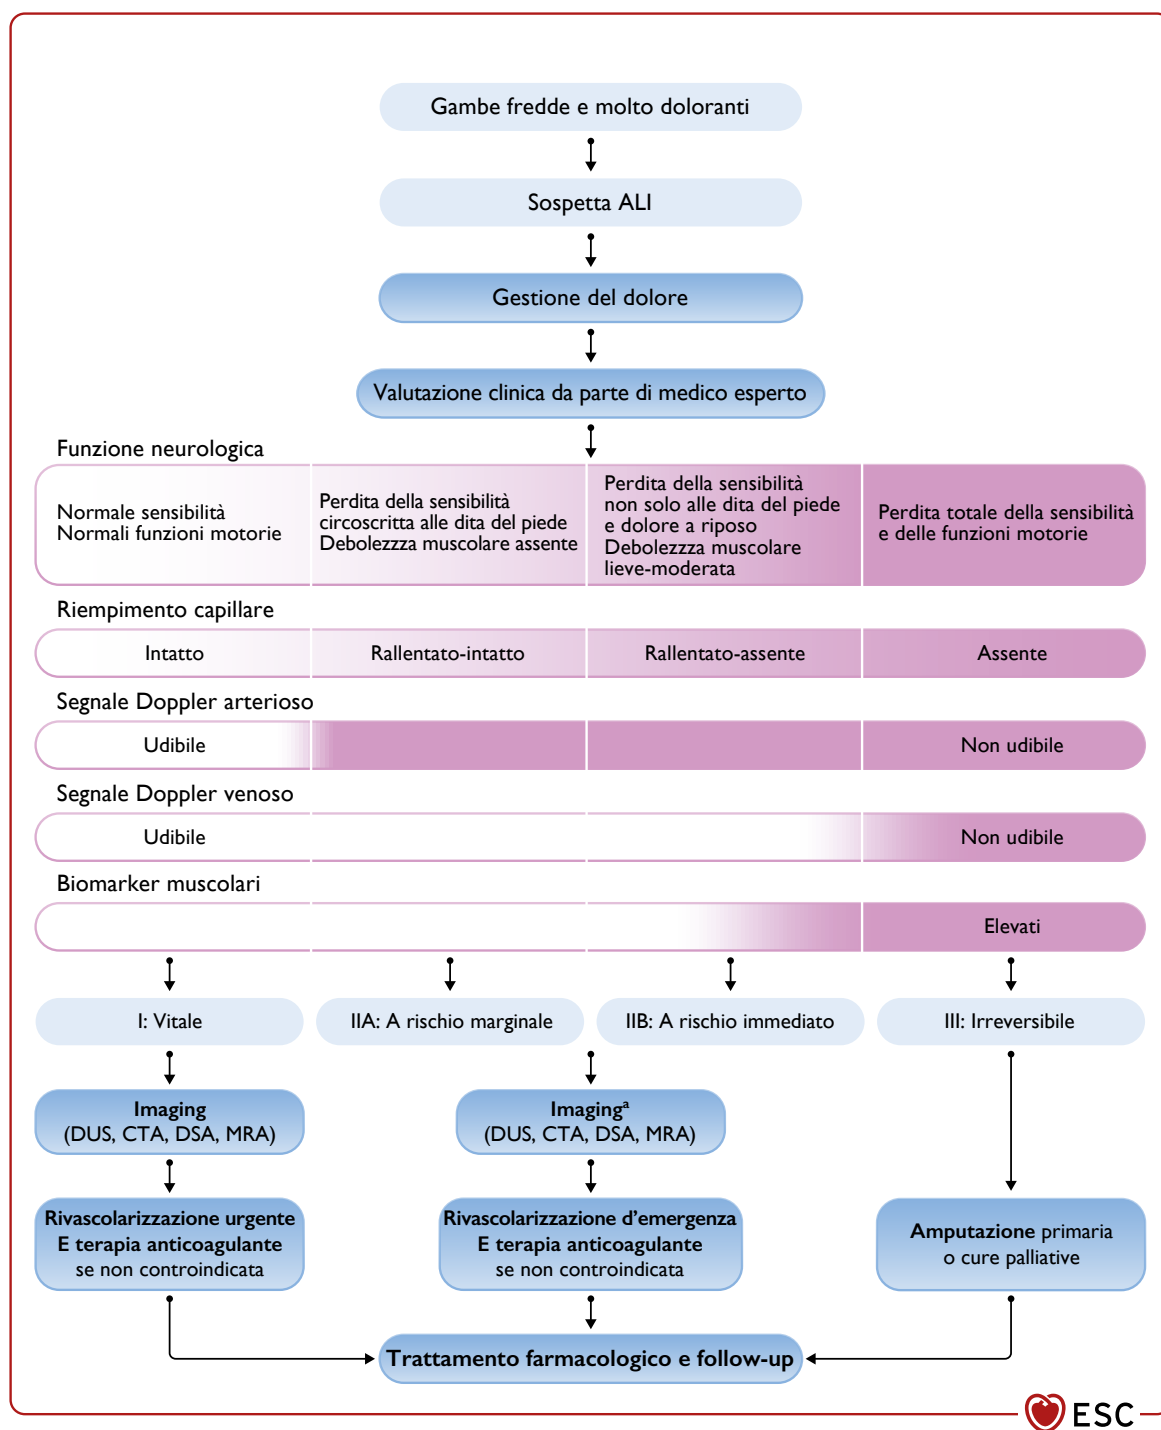 Gambe fredde e molto doloranti
Sospetta ALI
Gestione del dolore
Valutazione clinica da parte di medico esperto
Funzione neurologica
Normale sensibilità
Normali funzioni motorie
Perdita della sensibilità
circoscritta alle dita del piede
Debolezzza muscolare assente
Perdita della sensibilità
non solo alle dita del piede
e dolore a riposo
Debolezzza muscolare
lieve-moderata
Perdita totale della sensibilità
e delle funzioni motorie
Riempimento capillare
Intatto
Rallentato-intatto
Rallentato-assente
Assente
Segnale Doppler arterioso
Udibile
Non udibile
Segnale Doppler venoso
Udibile
Non udibile
Biomarker muscolari
Elevati
I: Vitale
IIA: A rischio marginale
IIB: A rischio immediato
III: Irreversibile
Imaging
(DUS, CTA, DSA, MRA)
Imagingª
(DUS, CTA, DSA, MRA)
Rivascolarizzazione urgente
E terapia anticoagulante
se non controindicata
Rivascolarizzazione d’emergenza
E terapia anticoagulante
se non controindicata
Amputazione primaria
o cure palliative
Trattamento farmacologico e follow-up
ESC